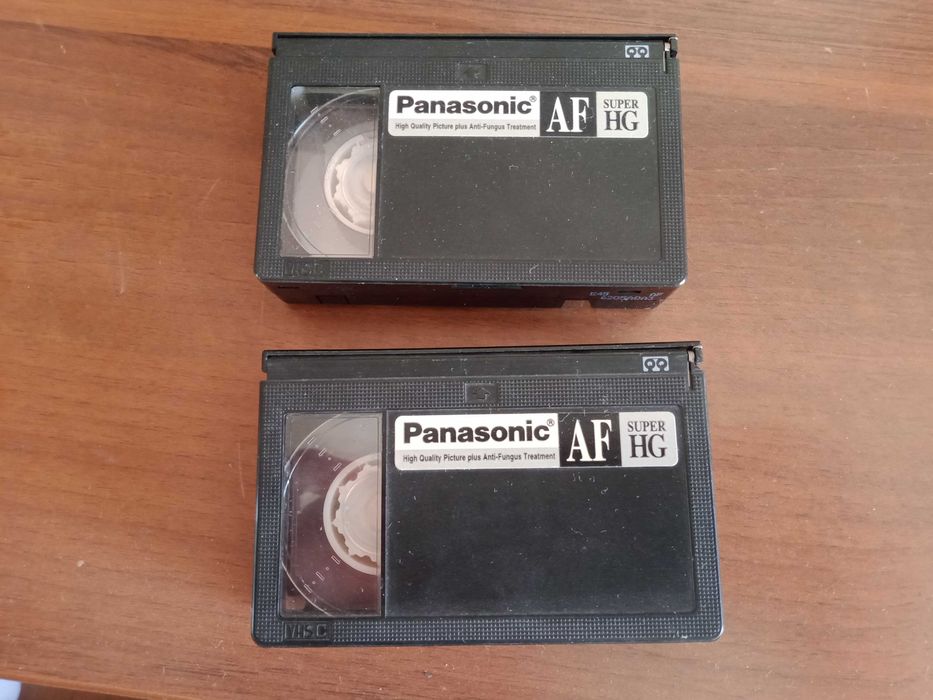 Panasonic®
High Quality Picture plus Anti-Fungus Treatment
AF
SUPER
HG
VHS C
Panasonic®
High Quality Picture plus Anti-Fungus Treatment
AF
SUPER
HG
VHS C